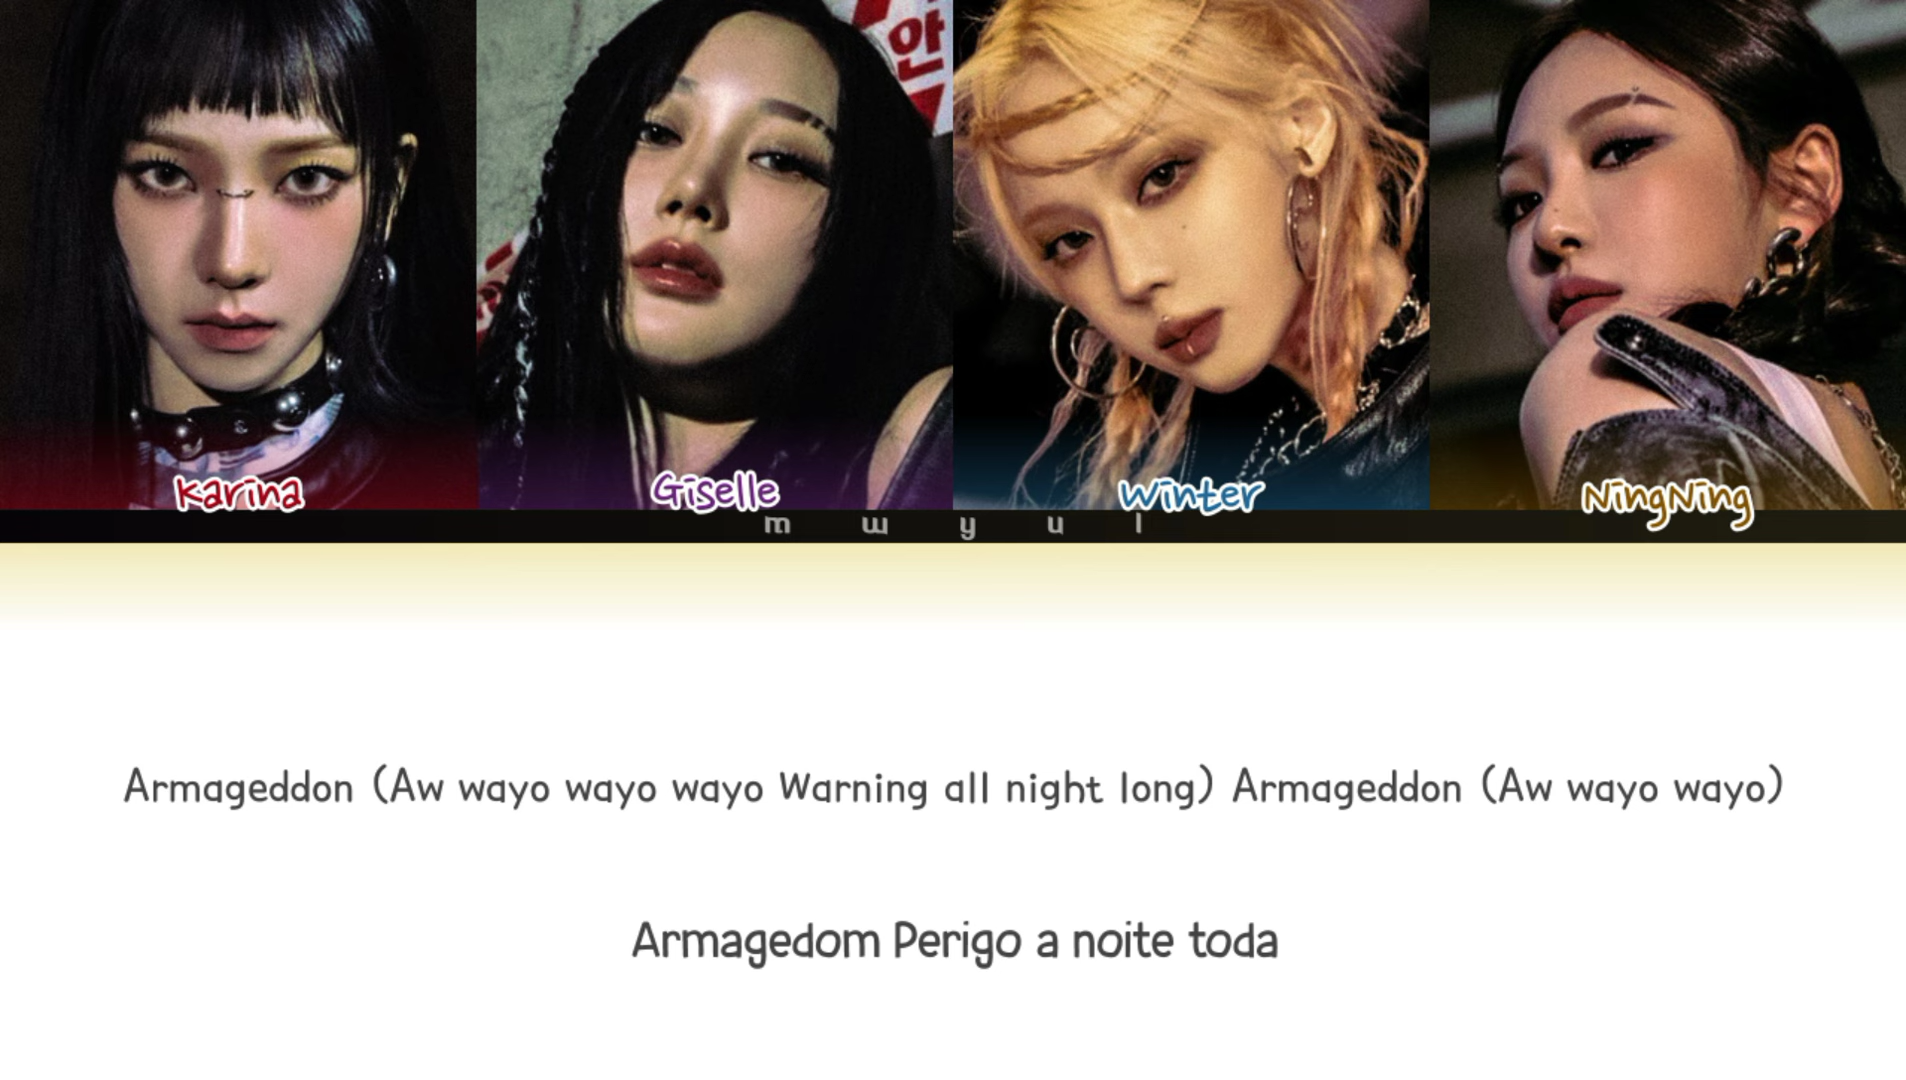 안
Karina
Giselle
Winter
NingNing
m w y u l
Armageddon (Aw wayo wayo wayo Warning all night long) Armageddon (Aw wayo wayo)
Armagedom Perigo a noite toda